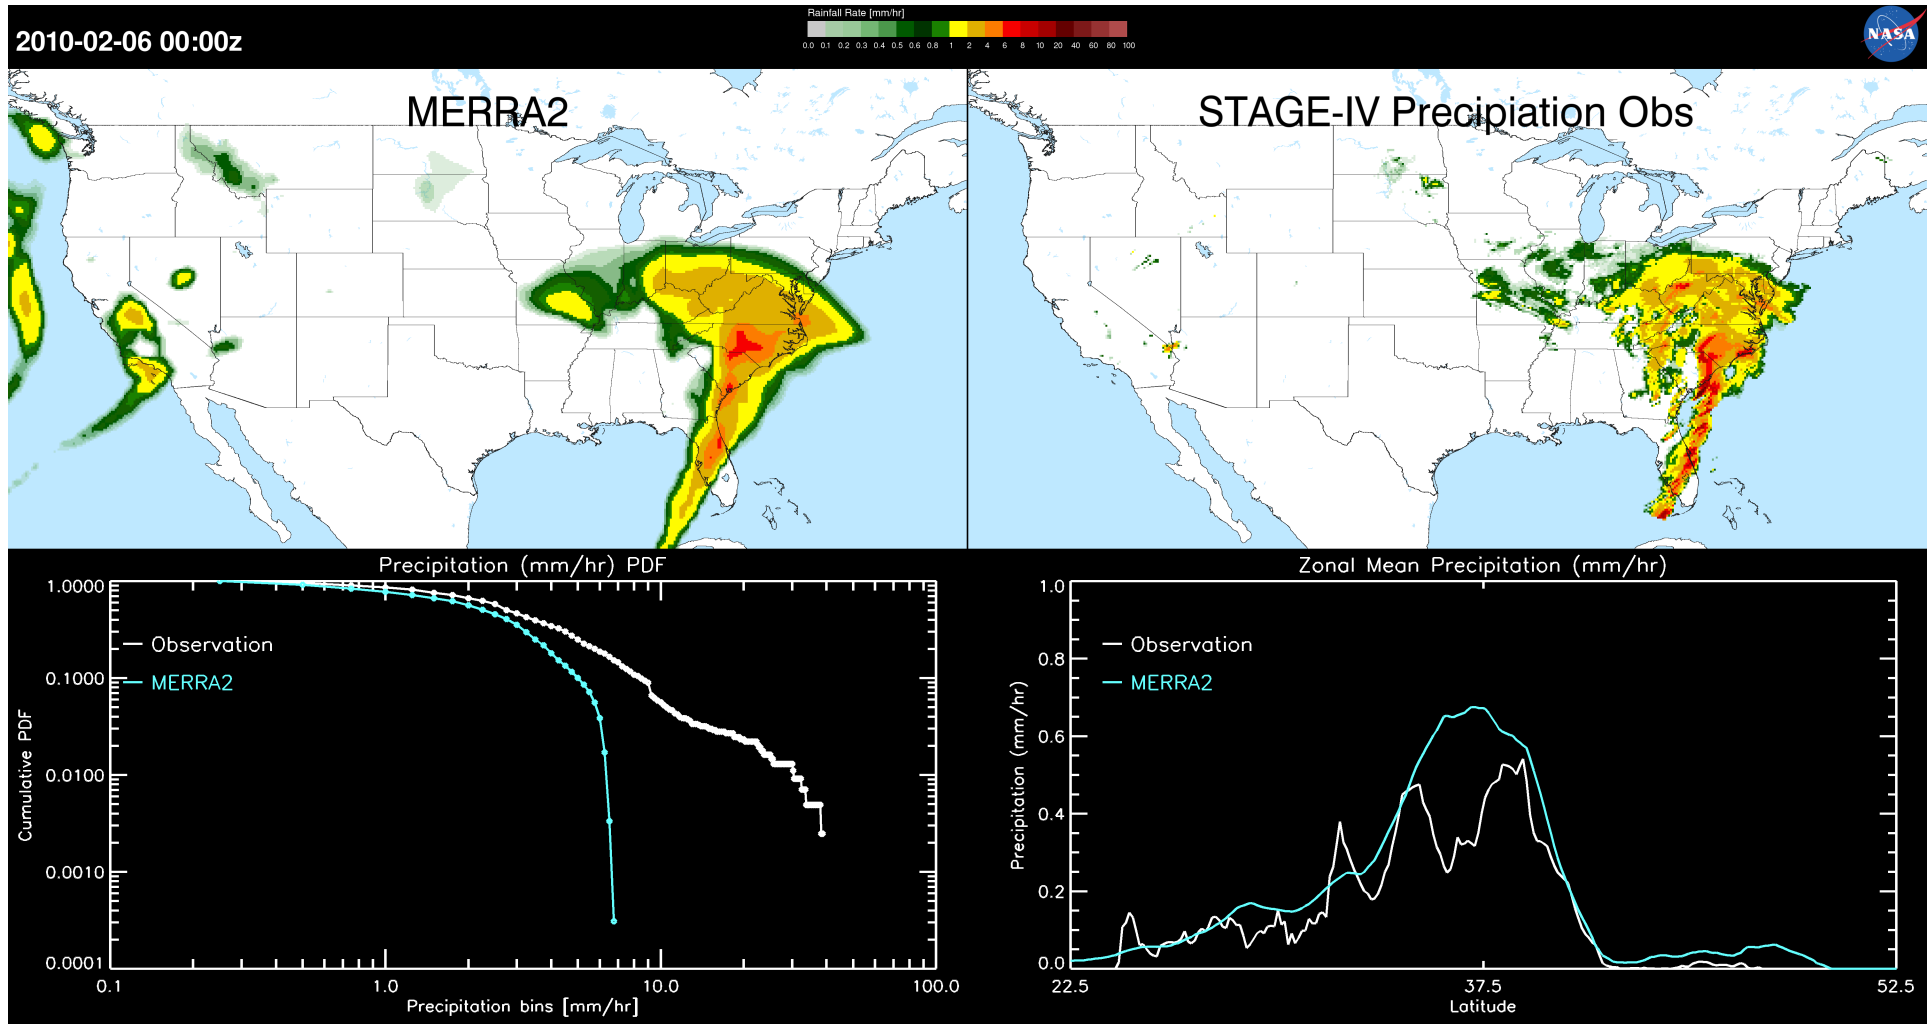 Rainfall Rate [mm/hr]
2010-02-06 00:00z
0.0 0.1 0.2 0.3 0.4 0.5 0.6 0.8 1 2 4 6 8 10 20 40 60 80 100
NASA
MERRA2
STAGE-IV Precipiation Obs
Precipitation (mm/hr) PDF
1.0000
0.1000
0.0100
0.0010
0.0001
Cumulative PDF
Observation
MERRA2
0.1 1.0 10.0 100.0
Precipitation bins [mm/hr]
Zonal Mean Precipitation (mm/hr)
1.0
0.8
0.6
0.4
0.2
0.0
Precipitation (mm/hr)
Observation
MERRA2
22.5 37.5 52.5
Latitude